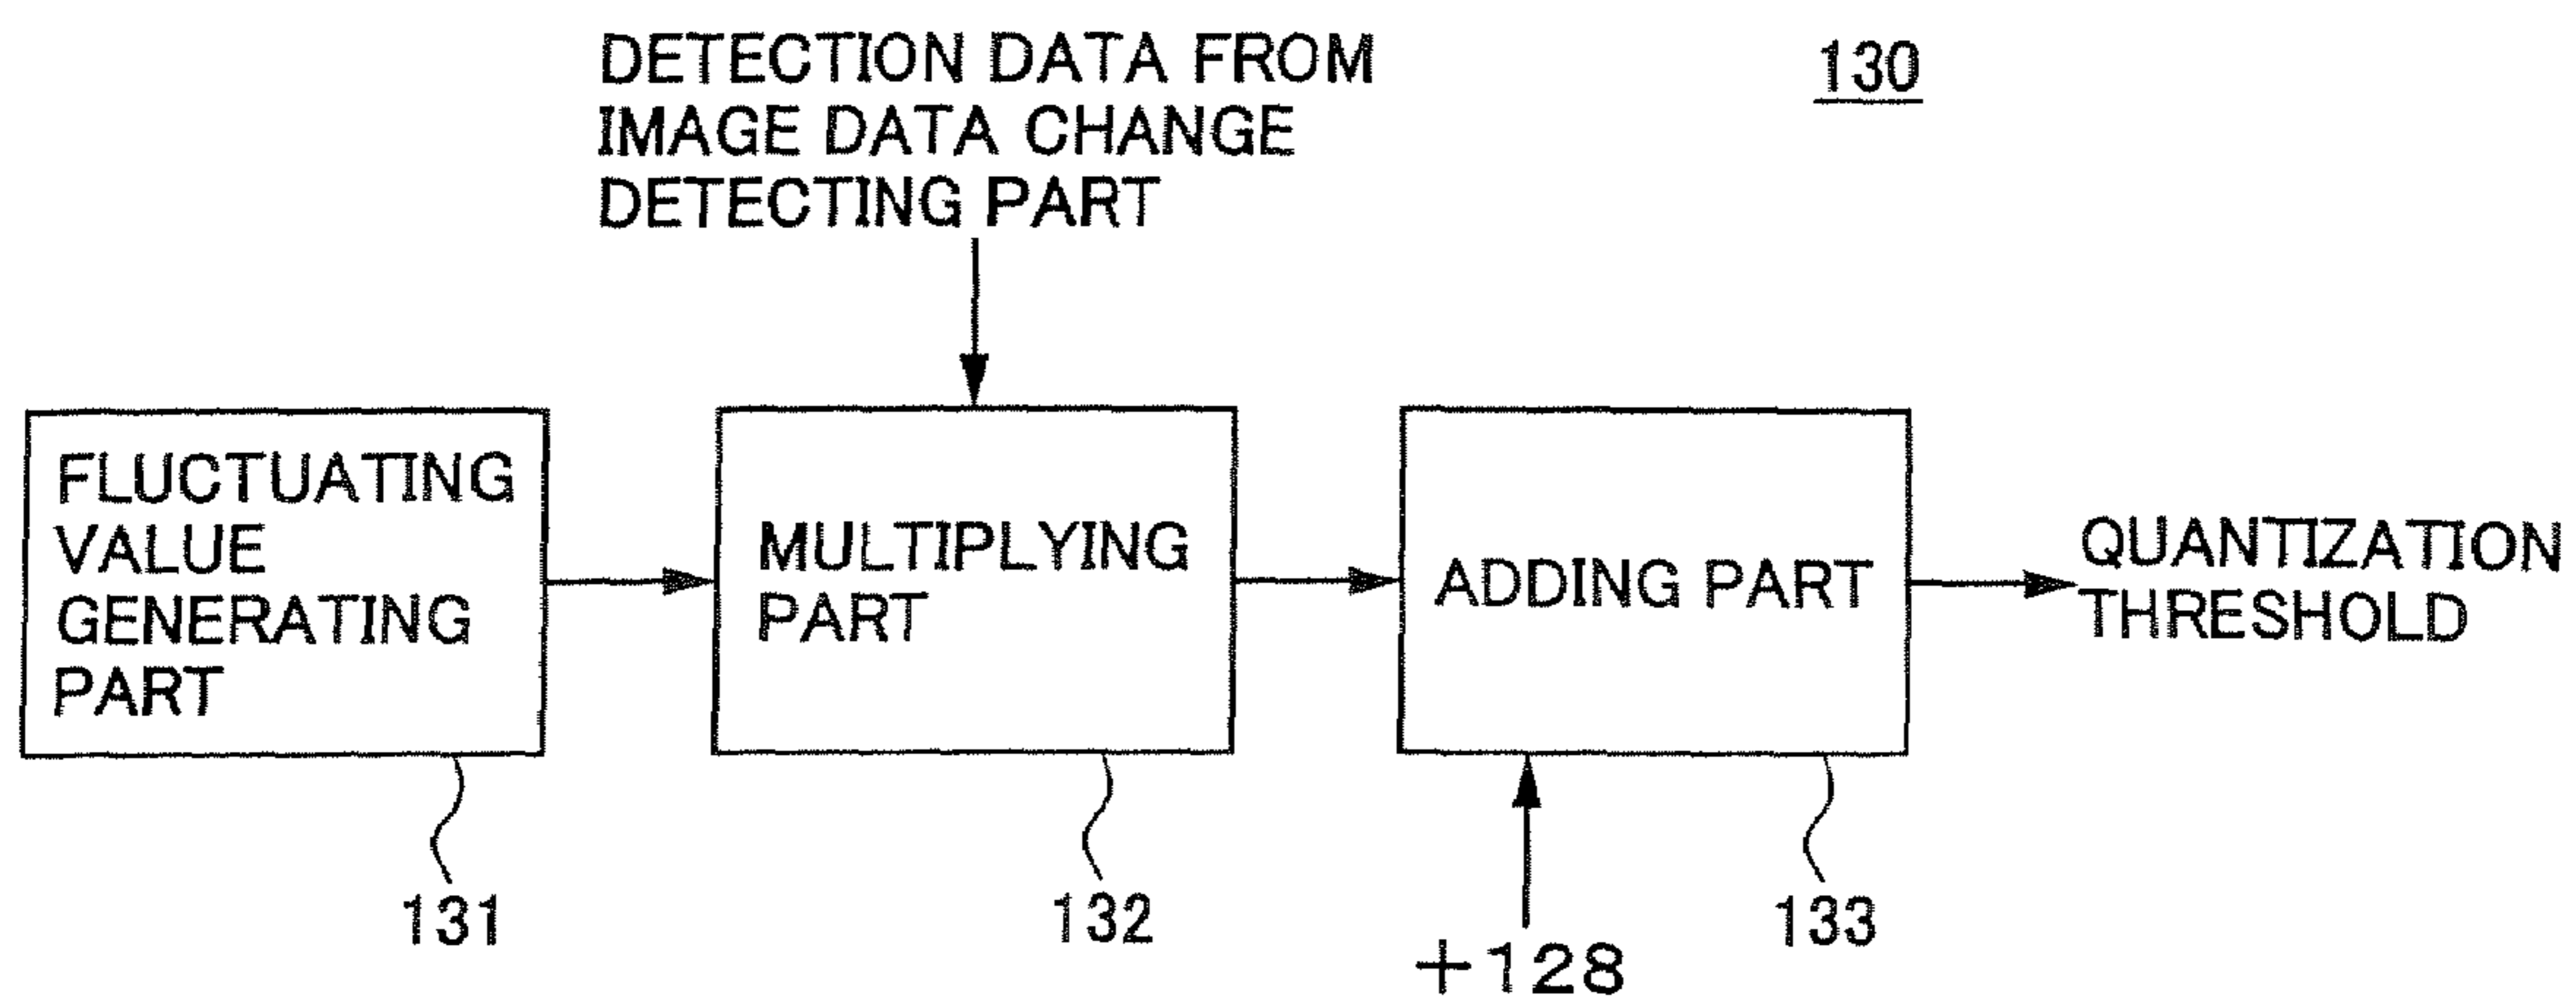 DETECTION DATA FROM
IMAGE DATA CHANGE
DETECTING PART
130
FLUCTUATING
VALUE
GENERATING
PART
MULTIPLYING
PART
ADDING PART
QUANTIZATION
THRESHOLD
131
132
133
+128